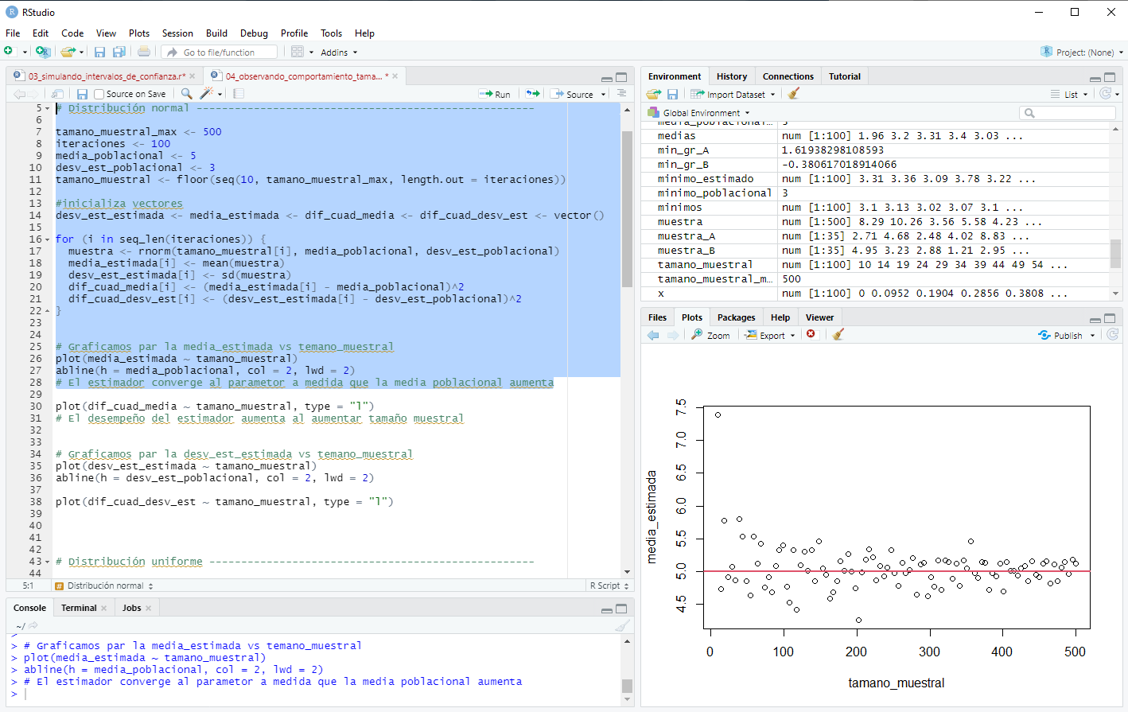 RStudio
File Edit Code View Plots Session Build Debug Profile Tools Help
Go to file/function Addins Project: (None)
03_simulando_intervalos_de_confianza.r* 04_observando_comportamiento_tama... *
Source on Save Run Source
5 # Distribución normal
6
7 tamano_muestral_max <- 500
8 iteraciones <- 100
9 media_poblacional <- 5
10 desv_est_poblacional <- 3
11 tamano_muestral <- floor(seq(10, tamano_muestral_max, length.out = iteraciones))
12
13 #inicializa vectores
14 desv_est_estimada <- media_estimada <- dif_cuad_media <- dif_cuad_desv_est <- vector()
15
16 for (i in seq_len(iteraciones)) {
17 muestra <- rnorm(tamano_muestral[i], media_poblacional, desv_est_poblacional)
18 media_estimada[i] <- mean(muestra)
19 desv_est_estimada[i] <- sd(muestra)
20 dif_cuad_media[i] <- (media_estimada[i] - media_poblacional)^2
21 dif_cuad_desv_est[i] <- (desv_est_estimada[i] - desv_est_poblacional)^2
22 }
23
24
25 # Graficamos par la media_estimada vs temano_muestral
26 plot(media_estimada ~ tamano_muestral)
27 abline(h = media_poblacional, col = 2, lwd = 2)
28 # El estimador converge al parametor a medida que la media poblacional aumenta
29
30 plot(dif_cuad_media ~ tamano_muestral, type = "l")
31 # El desempeño del estimador aumenta al aumentar tamaño muestral
32
33
34 # Graficamos par la desv_est_estimada vs temano_muestral
35 plot(desv_est_estimada ~ tamano_muestral)
36 abline(h = desv_est_poblacional, col = 2, lwd = 2)
37
38 plot(dif_cuad_desv_est ~ tamano_muestral, type = "l")
39
40
41
42
43 # Distribución uniforme
44
5:1 Distribución normal R Script
Console Terminal Jobs
~/
>
> # Graficamos par la media_estimada vs temano_muestral
> plot(media_estimada ~ tamano_muestral)
> abline(h = media_poblacional, col = 2, lwd = 2)
> # El estimador converge al parametor a medida que la media poblacional aumenta
>
Environment History Connections Tutorial
Import Dataset List
Global Environment
media_poblacional... 5
medias num [1:100] 1.96 3.2 3.31 3.4 3.03 ...
min_gr_A 1.61938298108593
min_gr_B -0.380617018914066
minimo_estimado num [1:100] 3.31 3.36 3.09 3.78 3.22 ...
minimo_poblacional 3
minimos num [1:100] 3.1 3.13 3.02 3.07 3.1 ...
muestra num [1:500] 8.29 10.26 3.56 5.58 4.23 ...
muestra_A num [1:35] 2.71 4.68 2.48 4.02 8.83 ...
muestra_B num [1:35] 4.95 3.23 2.88 1.21 2.95 ...
tamano_muestral num [1:100] 10 14 19 24 29 34 39 44 49 54 ...
tamano_muestral_m... 500
x num [1:100] 0 0.0952 0.1904 0.2856 0.3808 ...
Files Plots Packages Help Viewer
Zoom Export Publish
7.5
7.0
6.5
6.0
5.5
5.0
4.5
media_estimada
0 100 200 300 400 500
tamano_muestral